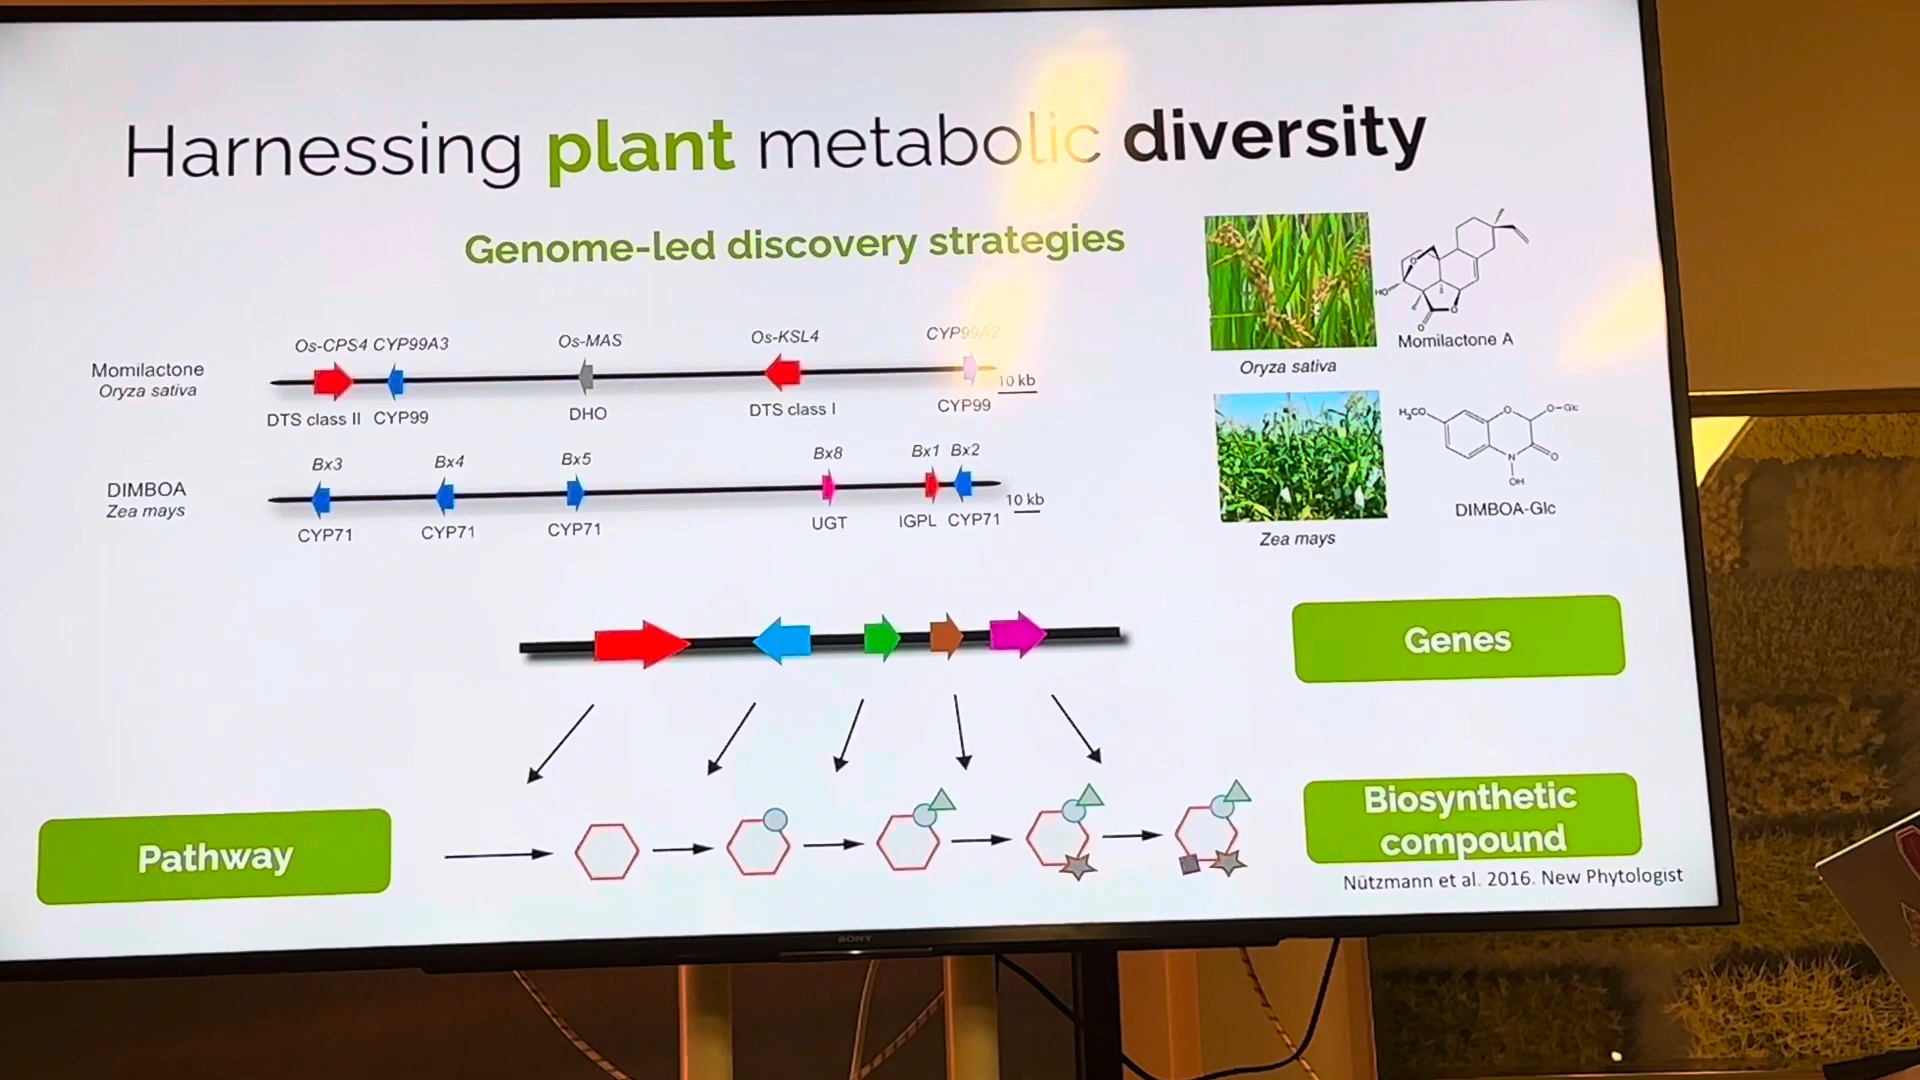 Harnessing plant metabolic diversity
Genome-led discovery strategies
Momilactone
Oryza sativa
Os-CPS4 CYP99A3 Os-MAS Os-KSL4 CYP99A2
10 kb
DTS class II CYP99 DHO DTS class I CYP99
DIMBOA
Zea mays
Bx3 Bx4 Bx5 Bx8 Bx1 Bx2
10 kb
CYP71 CYP71 CYP71 UGT IGPL CYP71
HO
O
O
O
Momilactone A
Oryza sativa
H₃CO
O
O-Glc
N
O
OH
DIMBOA-Glc
Zea mays
Genes
Pathway
Biosynthetic
compound
Nützmann et al. 2016. New Phytologist
SONY